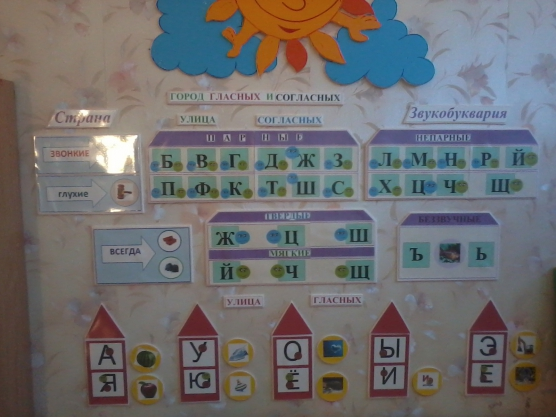 ГОРОД ГЛАСНЫХ И СОГЛАСНЫХ
Страна
Звукобуквария
УЛИЦА СОГЛАСНЫХ
ПАРНЫЕ
НЕПАРНЫЕ
ЗВОНКИЕ
Б В Г Д Ж З
Л М Н Р Й
ГЛУХИЕ
П Ф К Т Ш С
Х Ц Ч Щ
ТВЕРДЫЕ
БЕЗЗВУЧНЫЕ
ВСЕГДА
Ж Ц Ш
МЯГКИЕ
Й Ч Щ
Ъ Ь
УЛИЦА ГЛАСНЫХ
А У О Ы Э
Я Ю Ё И Е
и